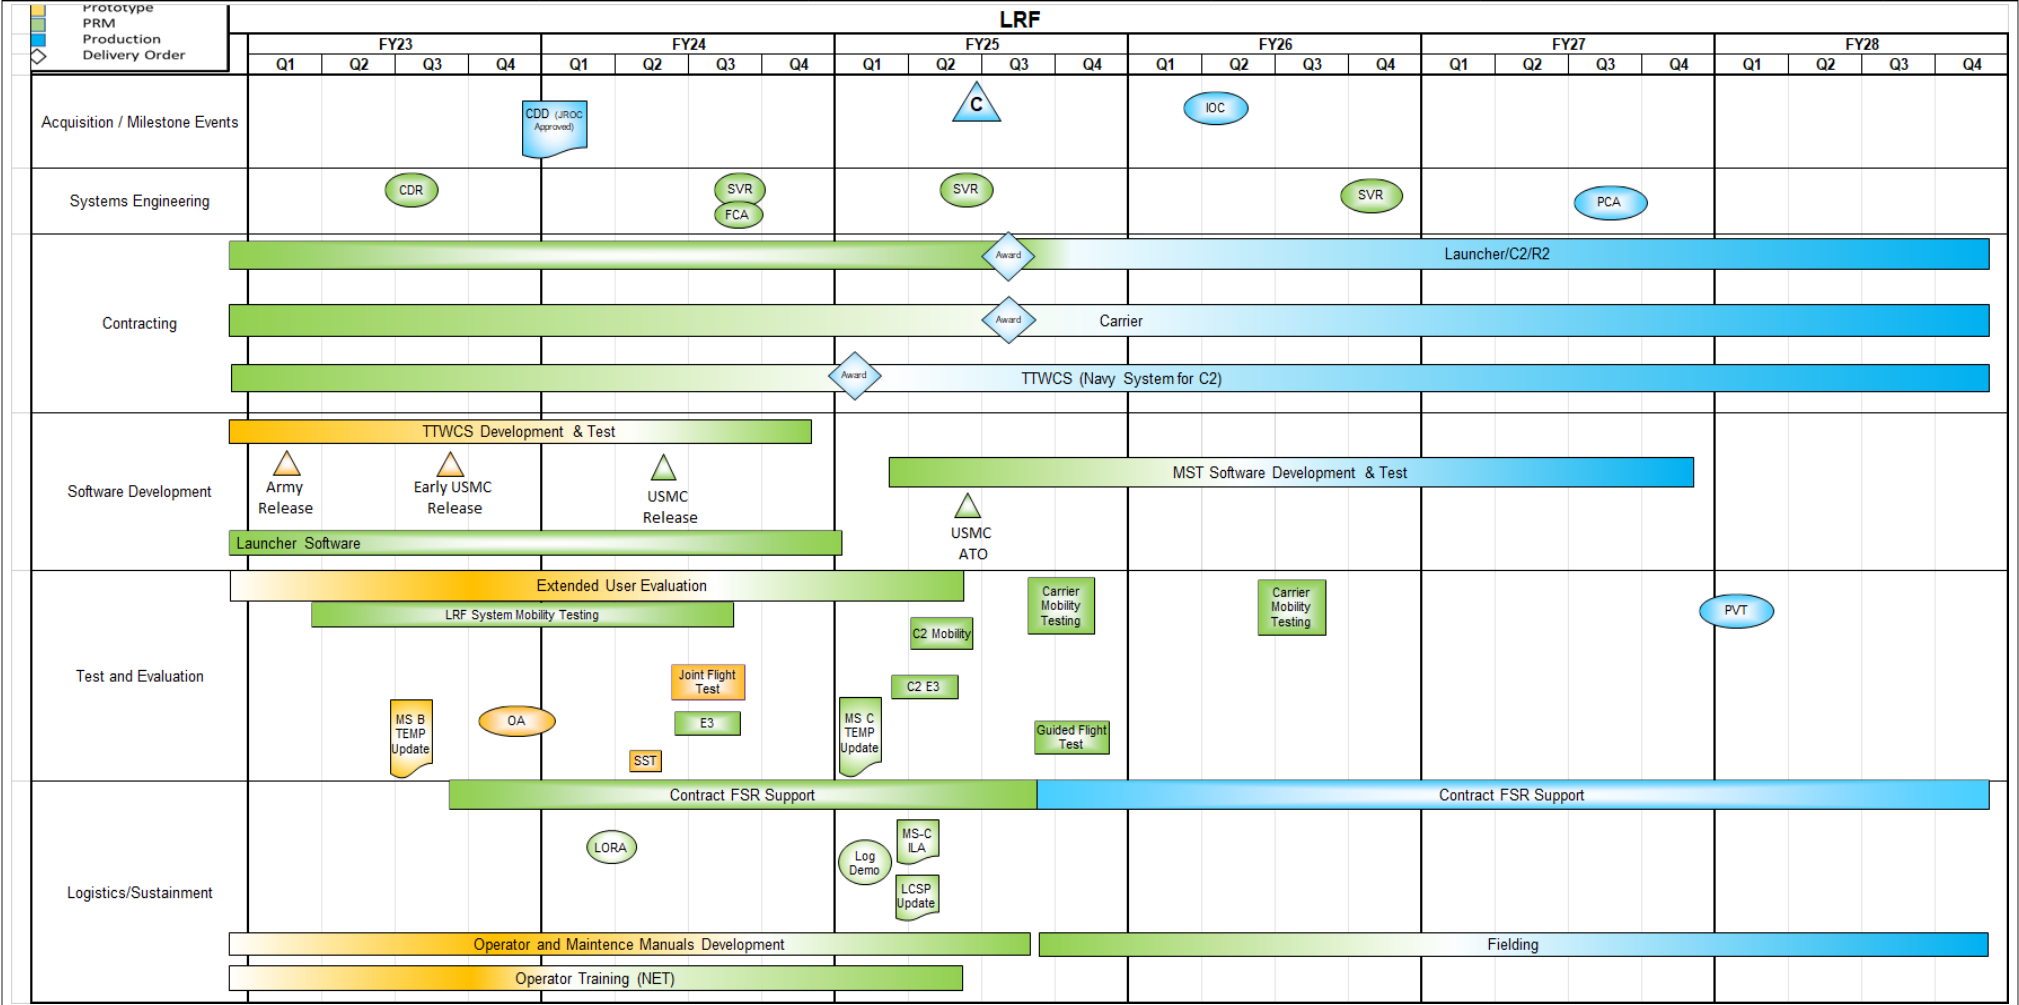 Prototype
PRM
Production
Delivery Order
LRF
FY23 FY24 FY25 FY26 FY27 FY28
Q1 Q2 Q3 Q4 Q1 Q2 Q3 Q4 Q1 Q2 Q3 Q4 Q1 Q2 Q3 Q4 Q1 Q2 Q3 Q4 Q1 Q2 Q3 Q4
Acquisition / Milestone Events
CDD (JROC
Approved)
C
IOC
Systems Engineering
CDR
SVR
FCA
SVR
SVR
PCA
Contracting
Award
Launcher/C2/R2
Award
Carrier
Award
TTWCS (Navy System for C2)
Software Development
TTWCS Development & Test
Army
Release
Early USMC
Release
USMC
Release
MST Software Development & Test
USMC
ATO
Launcher Software
Test and Evaluation
Extended User Evaluation
LRF System Mobility Testing
C2 Mobility
Carrier
Mobility
Testing
Carrier
Mobility
Testing
PVT
Joint Flight
Test
C2 E3
MS B
TEMP
Update
OA
E3
SST
MS C
TEMP
Update
Guided Flight
Test
Logistics/Sustainment
Contract FSR Support
Contract FSR Support
LORA
Log
Demo
MS-C
ILA
LCSP
Update
Operator and Maintence Manuals Development
Fielding
Operator Training (NET)